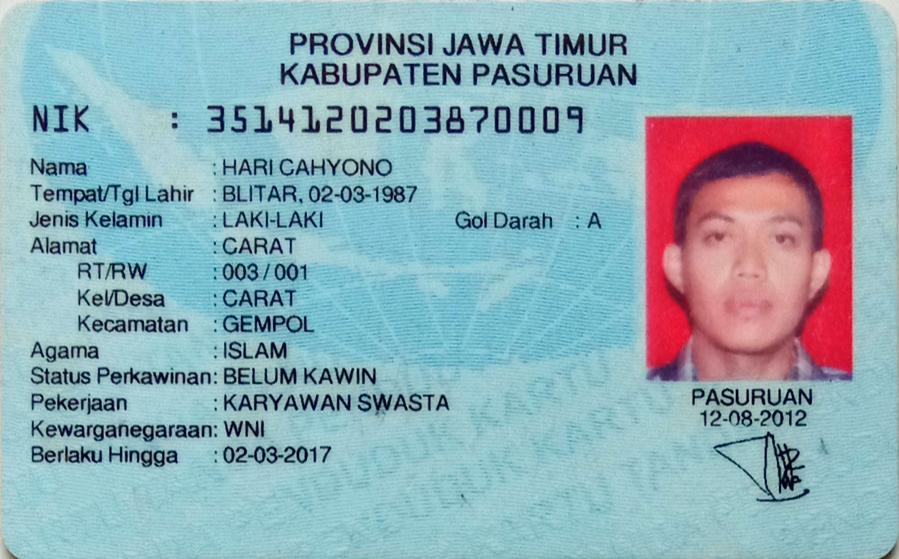 PROVINSI JAWA TIMUR
KABUPATEN PASURUAN
NIK : 3514120203870009
Nama : HARI CAHYONO
Tempat/Tgl Lahir : BLITAR, 02-03-1987
Jenis Kelamin : LAKI-LAKI Gol Darah : A
Alamat : CARAT
RT/RW : 003 / 001
Kel/Desa : CARAT
Kecamatan : GEMPOL
Agama : ISLAM
Status Perkawinan: BELUM KAWIN
Pekerjaan : KARYAWAN SWASTA
Kewarganegaraan: WNI
Berlaku Hingga : 02-03-2017
PASURUAN
12-08-2012